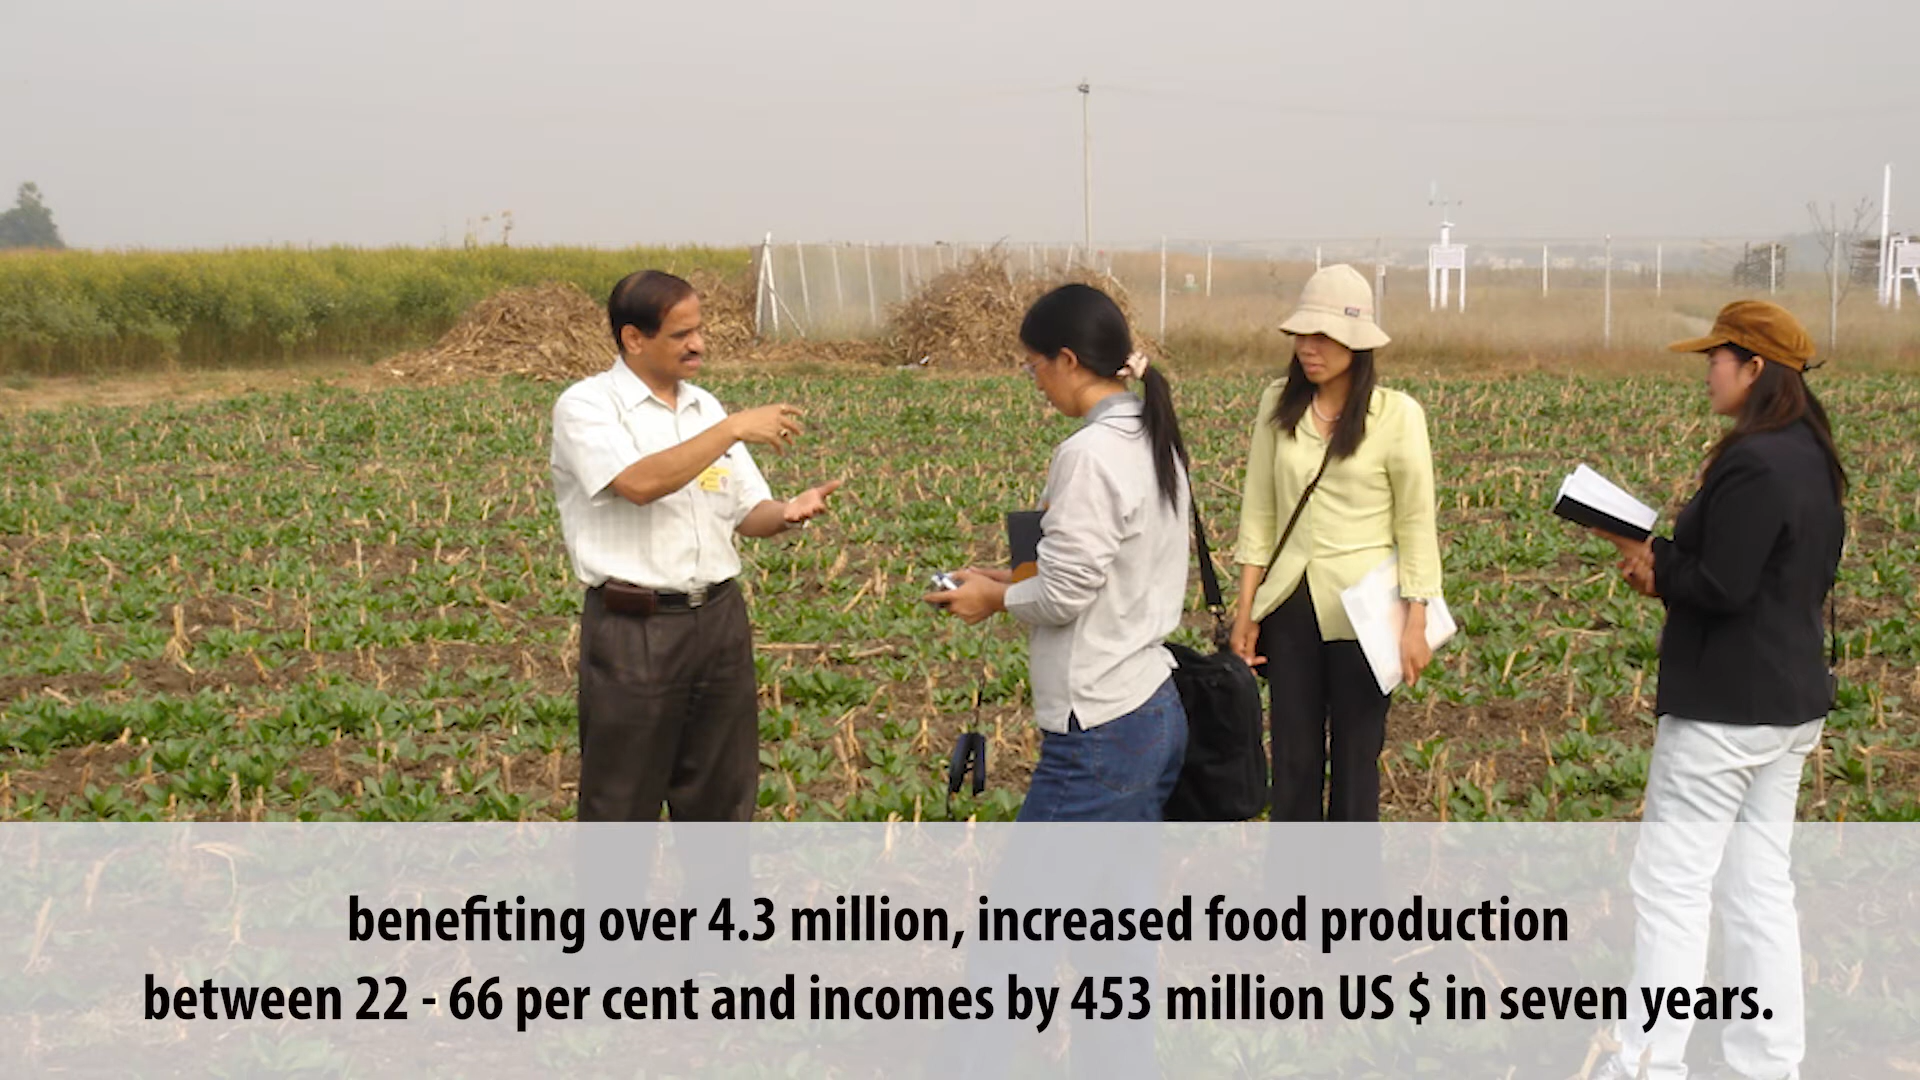 benefiting over 4.3 million, increased food production
between 22 - 66 per cent and incomes by 453 million US $ in seven years.